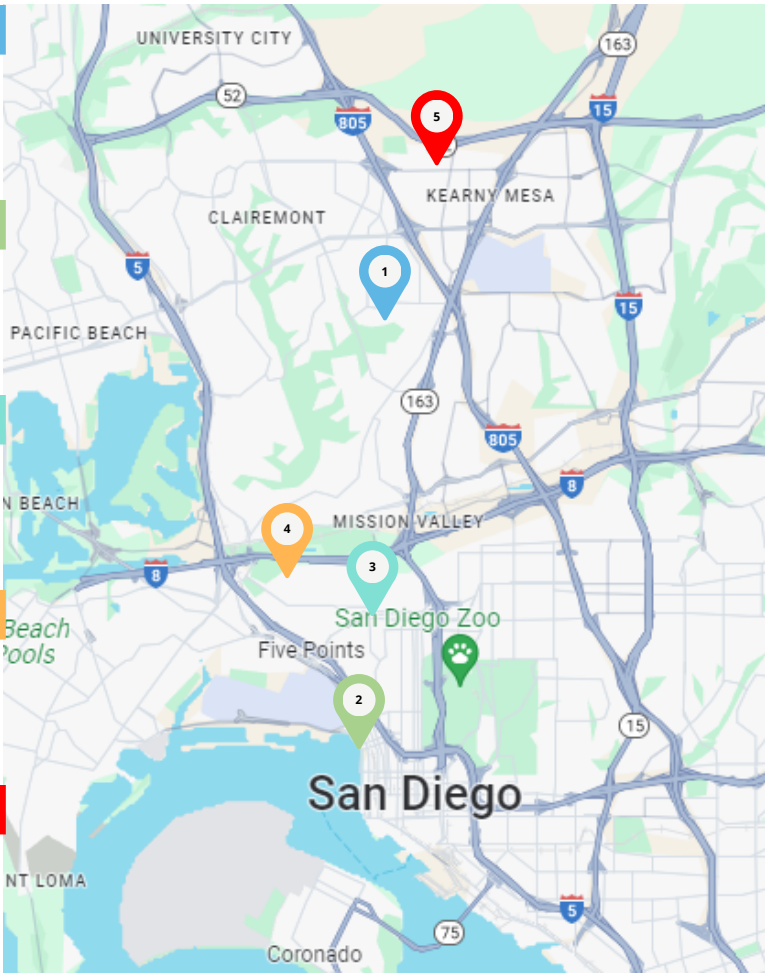 UNIVERSITY CITY
163
52
15
805
5
KEARNY MESA
CLAIREMONT
5
1
15
PACIFIC BEACH
163
805
8
N BEACH
MISSION VALLEY
4
3
8
San Diego Zoo
Beach
Pools
Five Points
2
15
San Diego
NT LOMA
5
75
Coronado